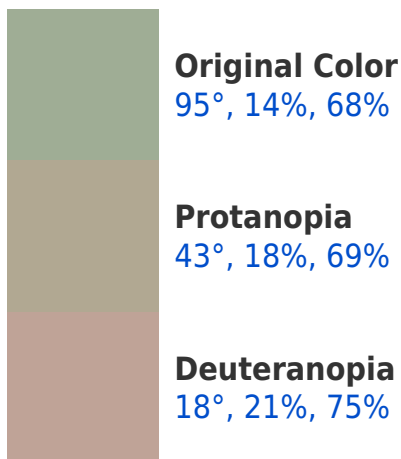 Original Color
95°, 14%, 68%
Protanopia
43°, 18%, 69%
Deuteranopia
18°, 21%, 75%